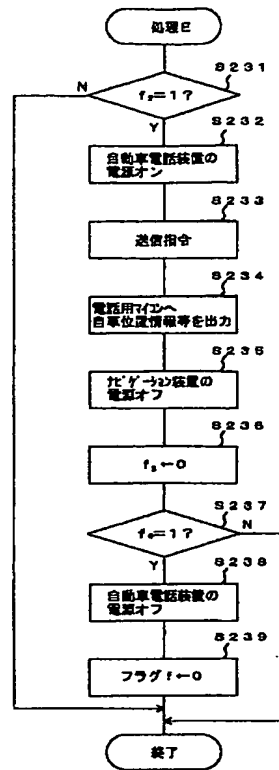 処理E
S231
N
f₂=1?
Y
S232
自動車電話装置の
電源オン
S233
送信指令
S234
電話用マイコンへ
自車位置情報等を出力
S235
ナビゲーション装置の
電源オフ
S236
S237
N
Y
S238
自動車電話装置の
電源オフ
S239
フラグf←0
終了